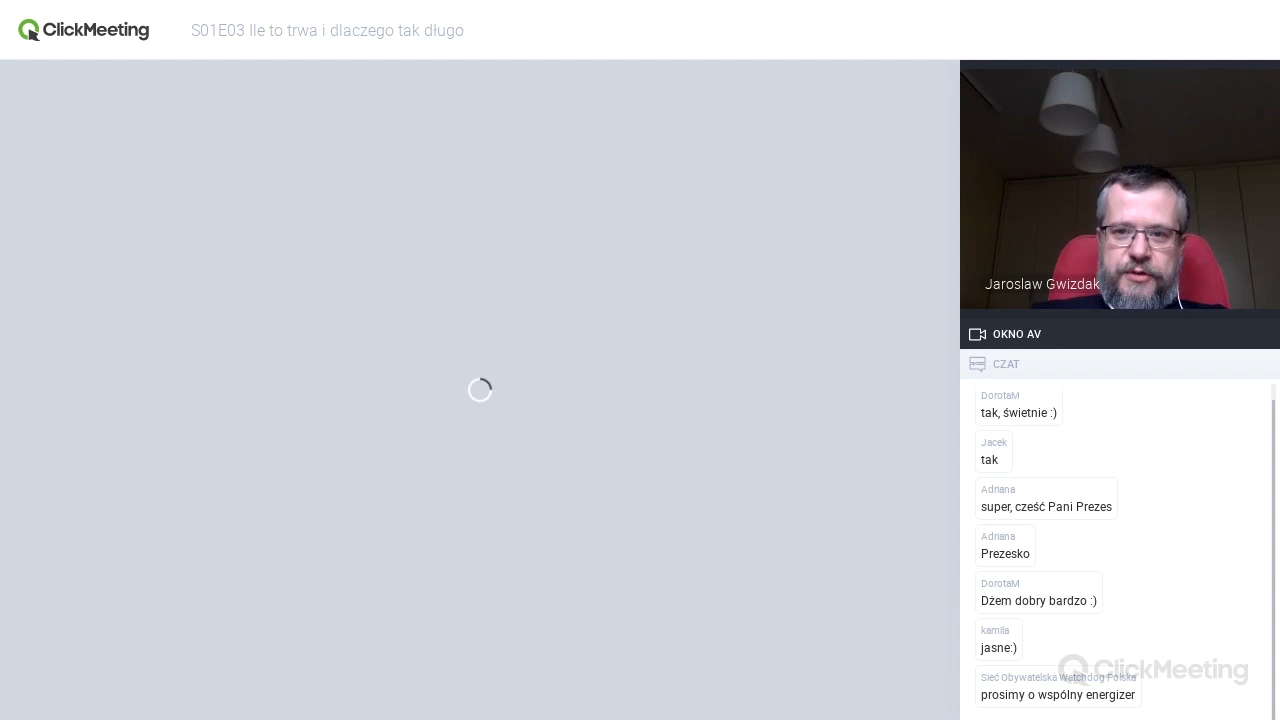 ClickMeeting
S01E03 Ile to trwa i dlaczego tak długo
Jaroslaw Gwizdak
OKNO AV
CZAT
DorotaM
tak, świetnie :)
Jacek
tak
Adriana
super, cześć Pani Prezes
Adriana
Prezesko
DorotaM
Dżem dobry bardzo :)
kamila
jasne:)
ClickMeeting
Sieć Obywatelska Watchdog Polska
prosimy o wspólny energizer